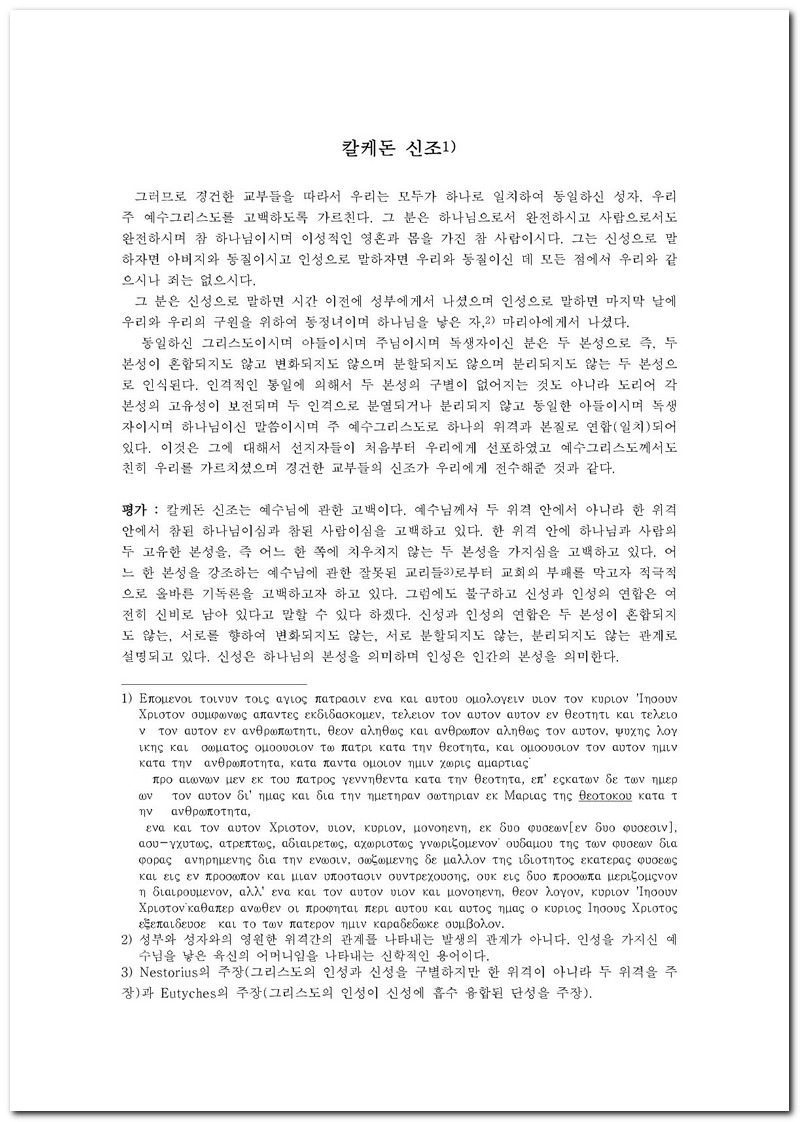 칼케돈 신조1)
그러므로 경건한 교부들을 따라서 우리는 모두가 하나로 일치하여 동일하신 성자, 우리
주 예수그리스도를 고백하도록 가르친다. 그 분은 하나님으로서 완전하시고 사람으로서도
완전하시며 참 하나님이시며 이성적인 영혼과 몸을 가진 참 사람이시다. 그는 신성으로 말
하자면 아버지와 동질이시고 인성으로 말하자면 우리와 동질이신 데 모든 점에서 우리와 같
으시나 죄는 없으시다.
그 분은 신성으로 말하면 시간 이전에 성부에게서 나셨으며 인성으로 말하면 마지막 날에
우리와 우리의 구원을 위하여 동정녀이며 하나님을 낳은 자,2) 마리아에게서 나셨다.
동일하신 그리스도이시며 아들이시며 주님이시며 독생자이신 분은 두 본성으로 즉, 두
본성이 혼합되지도 않고 변화되지도 않으며 분할되지도 않으며 분리되지도 않는 두 본성으
로 인식된다. 인격적인 통일에 의해서 두 본성의 구별이 없어지는 것도 아니라 도리어 각
본성의 고유성이 보전되며 두 인격으로 분열되거나 분리되지 않고 동일한 아들이시며 독생
자이시며 하나님이신 말씀이시며 주 예수그리스도로 하나의 위격과 본질로 연합(일치)되어
있다. 이것은 그에 대해서 선지자들이 처음부터 우리에게 선포하였고 예수그리스도께서도
친히 우리를 가르치셨으며 경건한 교부들의 신조가 우리에게 전수해준 것과 같다.
평가 : 칼케돈 신조는 예수님에 관한 고백이다. 예수님께서 두 위격 안에서 아니라 한 위격
안에서 참된 하나님이심과 참된 사람이심을 고백하고 있다. 한 위격 안에 하나님과 사람의
두 고유한 본성을, 즉 어느 한 쪽에 치우치지 않는 두 본성을 가지심을 고백하고 있다. 어
느 한 본성을 강조하는 예수님에 관한 잘못된 교리들3)로부터 교회의 부패를 막고자 적극적
으로 올바른 기독론을 고백하고자 하고 있다. 그럼에도 불구하고 신성과 인성의 연합은 여
전히 신비로 남아 있다고 말할 수 있다 하겠다. 신성과 인성의 연합은 두 본성이 혼합되지
도 않는, 서로를 향하여 변화되지도 않는, 서로 분할되지도 않는, 분리되지도 않는 관계로
설명되고 있다. 신성은 하나님의 본성을 의미하며 인성은 인간의 본성을 의미한다.
1) Επομενοι τοινυν τοις αγιος πατρασιν ενα και αυτου ομολογειν υιον τον κυριον 'Ιησουν
Χριστον συμφωνως απαντες εκδιδασκομεν, τελειον τον αυτον αυτον εν θεοτητι και τελειο
ν τον αυτον εν ανθρωπωτητι, θεον αληθως και ανθρωπον αληθως τον αυτον, ψυχης λογ
ικης και σωματος ομοουσιον τω πατρι κατα την θεοτητα, και ομοουσιον τον αυτον ημιν
κατα την ανθρωποτητα, κατα παντα ομοιον ημιν χωρις αμαρτιας˙
προ αιωνων μεν εκ του πατρος γεννηθεντα κατα την θεοτητα, επ' εςκατων δε των ημερ
ων τον αυτον δι' ημας και δια την ημετηραν σωτηριαν εκ Μαριας της θεοτοκου κατα τ
ην ανθρωποτητα,
ενα και τον αυτον Χριστον, υιον, κυριον, μονοηενη, εκ δυο φυσεων[εν δυο φυσεσιν],
ασυ-γχυτως, ατρεπτως, αδιαιρετως, αχωριστως γνωριζομενον˙ ουδαμου της των φυσεων δια
φορας ανηρημενης δια την ενωσιν, σωζωμενης δε μαλλον της ιδιοτητος εκατερας φυσεως
και εις εν προσωπον και μιαν υποστασιν συντρεχουσης, ουκ εις δυο προσωπα μεριζομςνον
η διαιρουμενον, αλλ' ενα και τον αυτον υιον και μονοηενη, θεον λογον, κυριον 'Ιησουν
Χριστον˙καθαπερ ανωθεν οι προφηται περι αυτου και αυτος ημας ο κυριος Ιησους Χριστος
εξεπαιδευσε και το των πατερον ημιν καραδεδωκε συμβολον.
2) 성부와 성자와의 영원한 위격간의 관계를 나타내는 발생의 관계가 아니다. 인성을 가지신 예
수님을 낳은 육신의 어머니임을 나타내는 신학적인 용어이다.
3) Nestorius의 주장(그리스도의 인성과 신성을 구별하지만 한 위격이 아니라 두 위격을 주
장)과 Eutyches의 주장(그리스도의 인성이 신성에 흡수 융합된 단성을 주장).